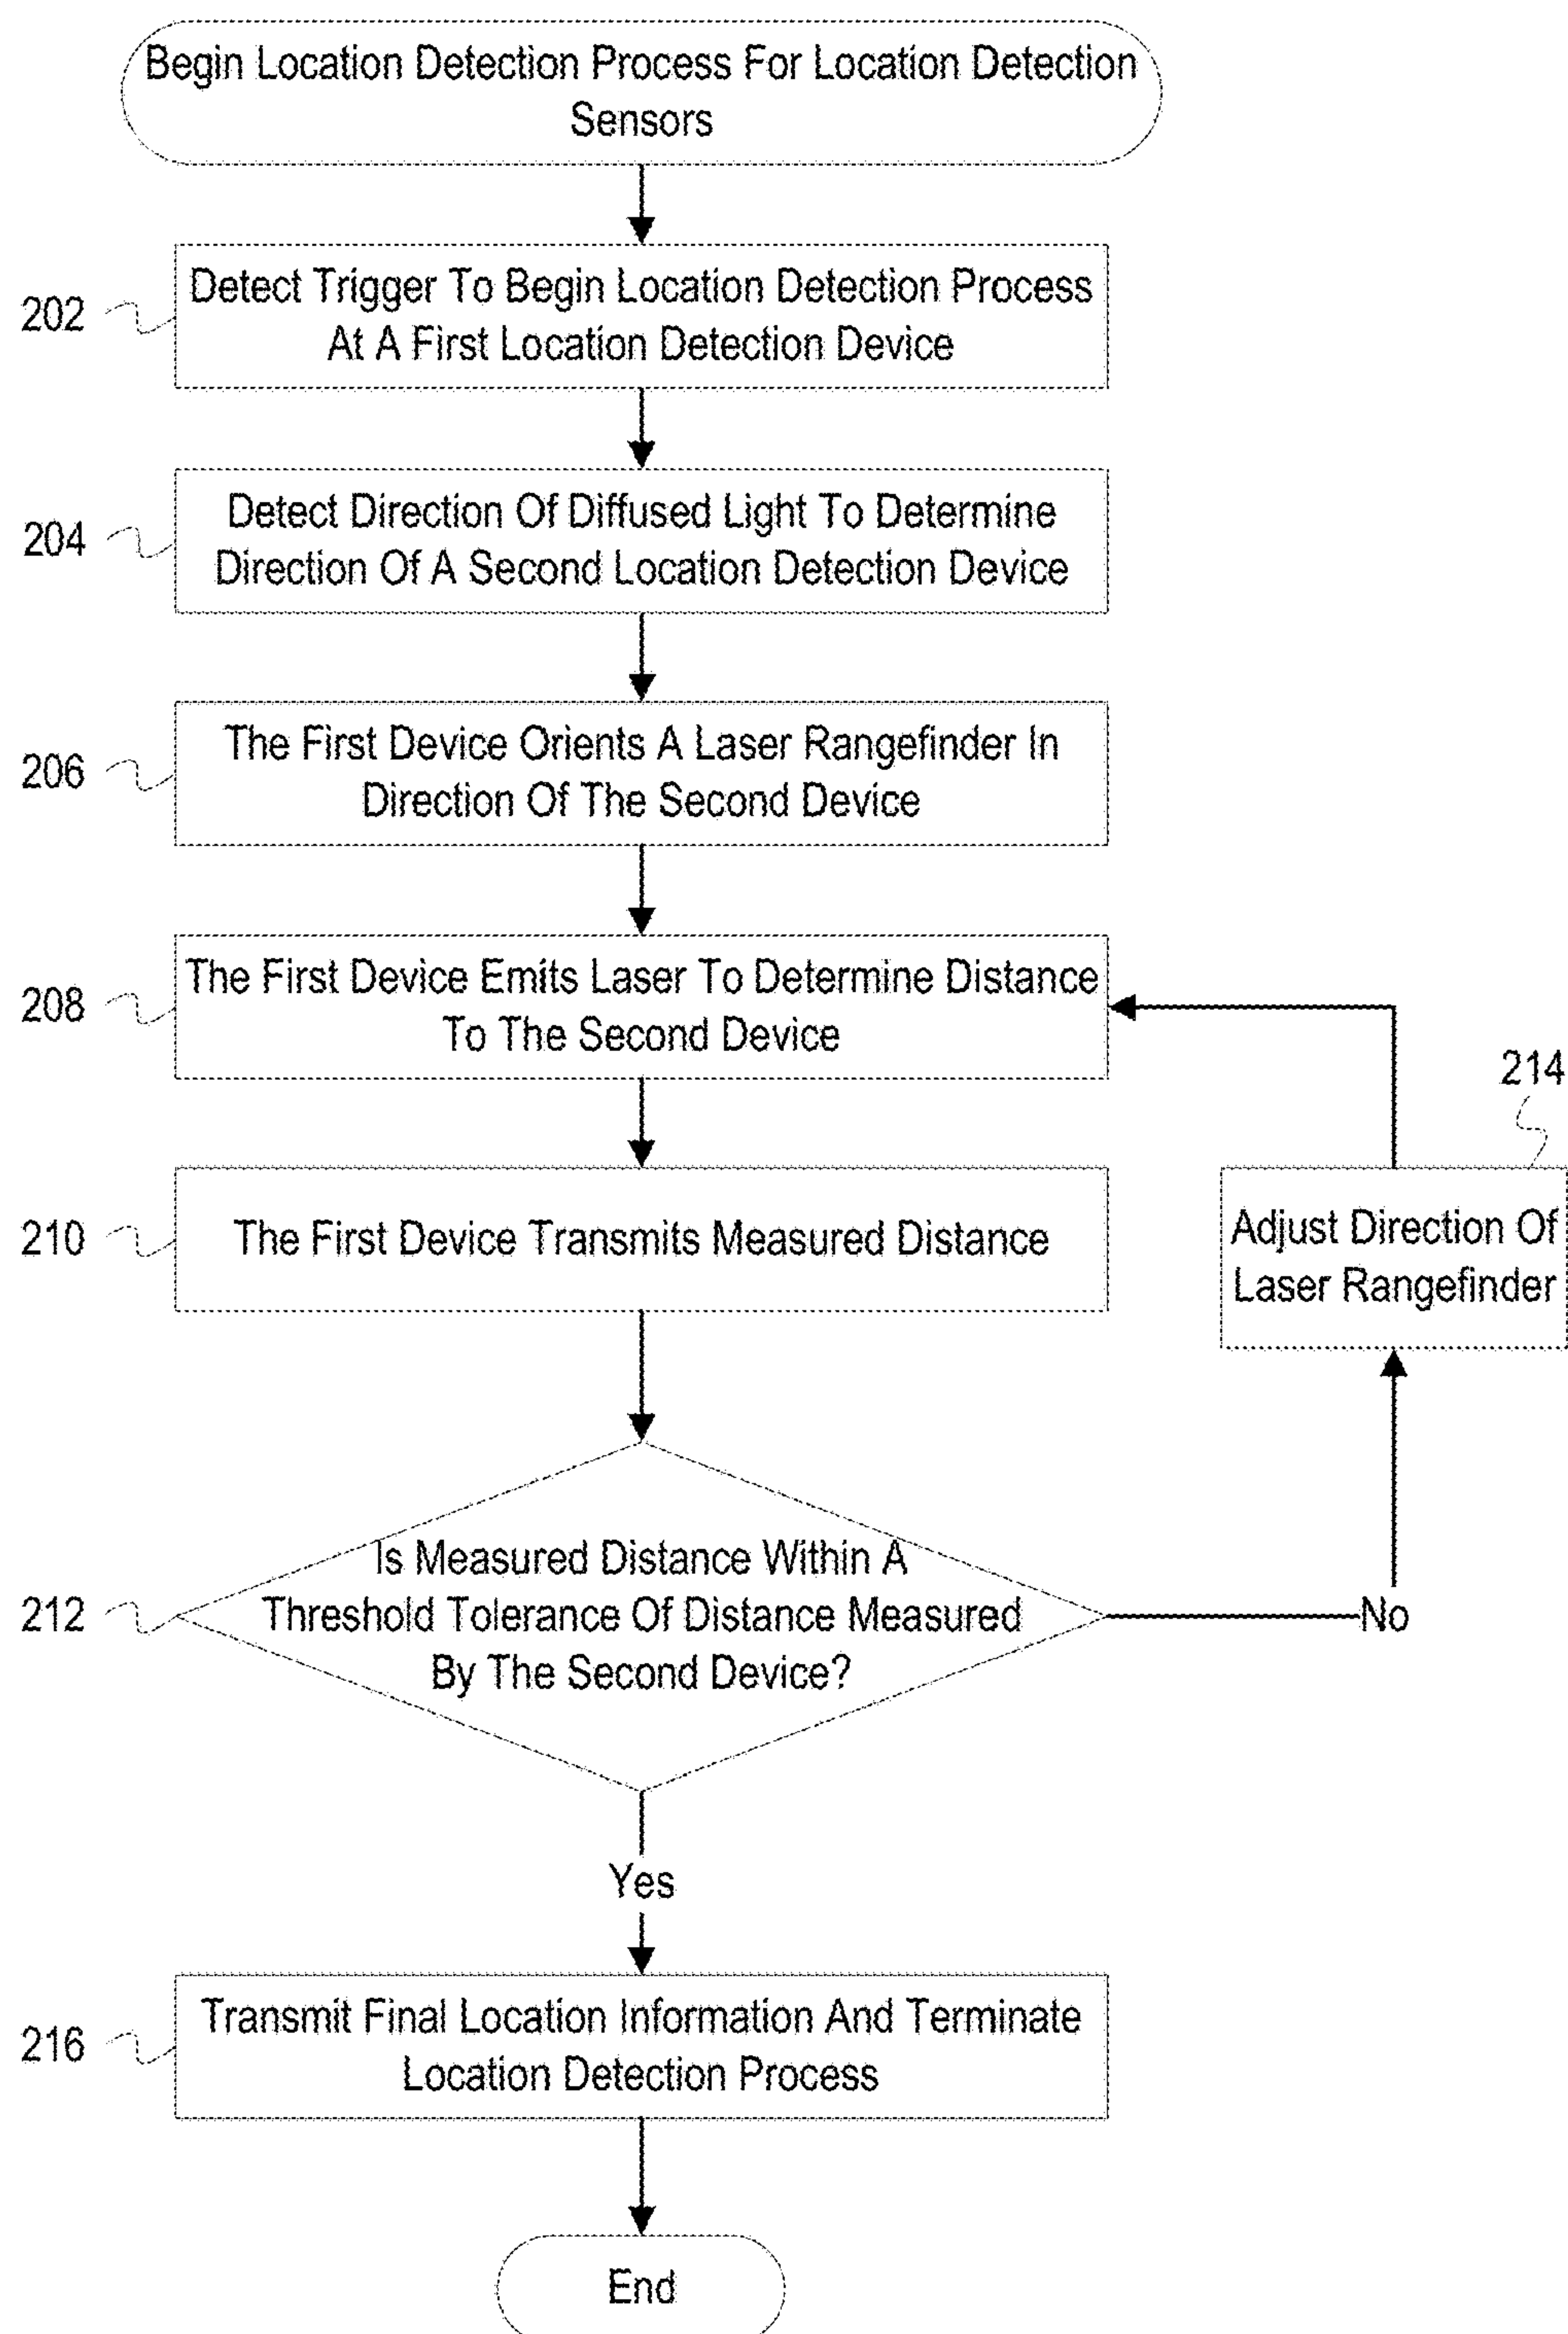 Begin Location Detection Process For Location Detection
Sensors
202
Detect Trigger To Begin Location Detection Process
At A First Location Detection Device
204
Detect Direction Of Diffused Light To Determine
Direction Of A Second Location Detection Device
206
The First Device Orients A Laser Rangefinder In
Direction Of The Second Device
208
The First Device Emits Laser To Determine Distance
To The Second Device
210
The First Device Transmits Measured Distance
214
Adjust Direction Of
Laser Rangefinder
212
Is Measured Distance Within A
Threshold Tolerance Of Distance Measured
By The Second Device?
No
Yes
216
Transmit Final Location Information And Terminate
Location Detection Process
End